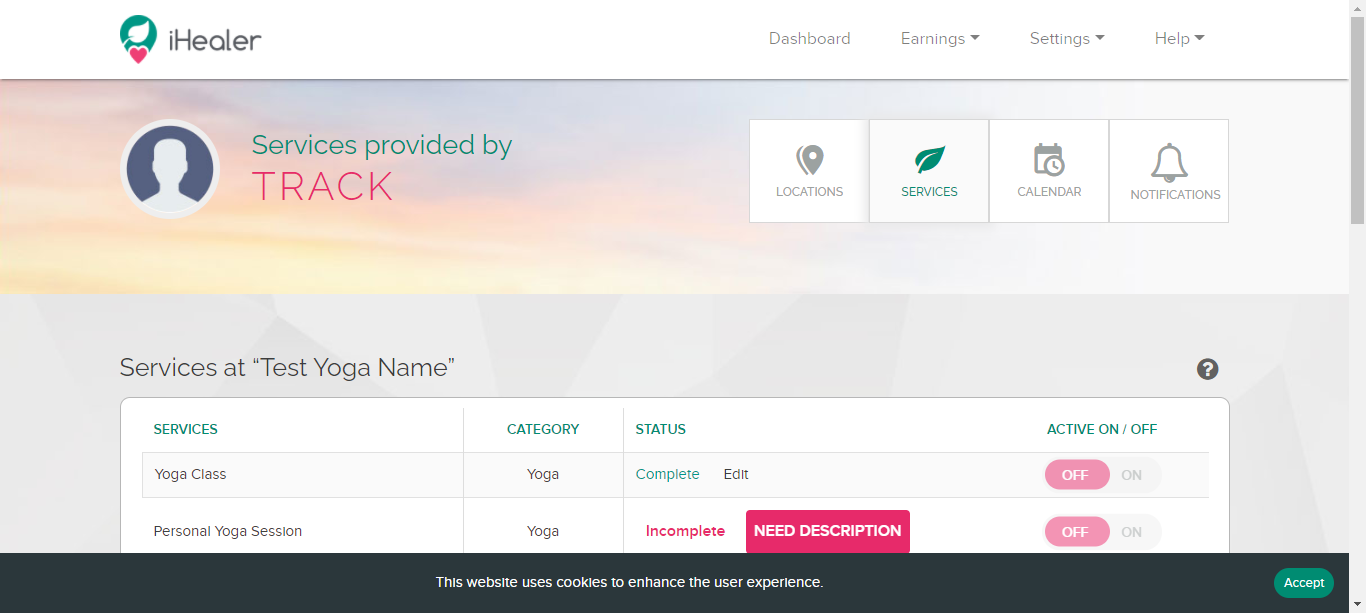 iHealer
Dashboard Earnings Settings Help
Services provided by
TRACK
LOCATIONS SERVICES CALENDAR NOTIFICATIONS
Services at “Test Yoga Name”
?
SERVICES CATEGORY STATUS ACTIVE ON / OFF
Yoga Class Yoga Complete Edit OFF ON
Personal Yoga Session Yoga Incomplete NEED DESCRIPTION OFF ON
This website uses cookies to enhance the user experience. Accept